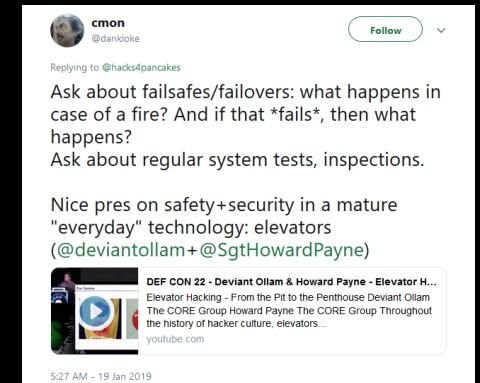 cmon
@dankloke
Follow
Replying to @hacks4pancakes
Ask about failsafes/failovers: what happens in
case of a fire? And if that *fails*, then what
happens?
Ask about regular system tests, inspections.
Nice pres on safety+security in a mature
"everyday" technology: elevators
(@deviantollam+@SgtHowardPayne)
DEF CON 22 - Deviant Ollam & Howard Payne - Elevator H...
Elevator Hacking - From the Pit to the Penthouse Deviant Ollam
The CORE Group Howard Payne The CORE Group Throughout
the history of hacker culture, elevators...
youtube.com
5:27 AM - 19 Jan 2019